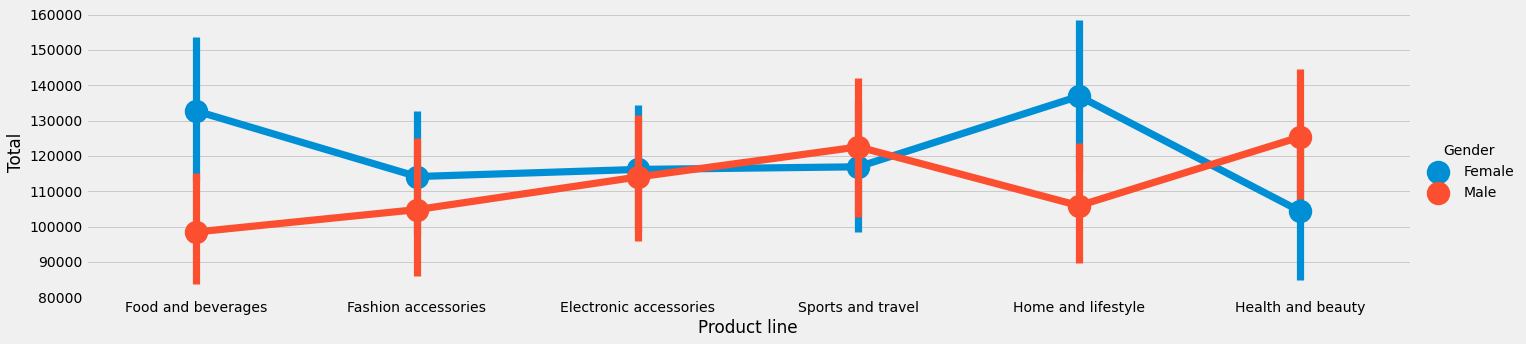 160000
150000
140000
130000
120000
110000
100000
90000
80000
Total
Food and beverages
Fashion accessories
Electronic accessories
Sports and travel
Home and lifestyle
Health and beauty
Product line
Gender
Female
Male